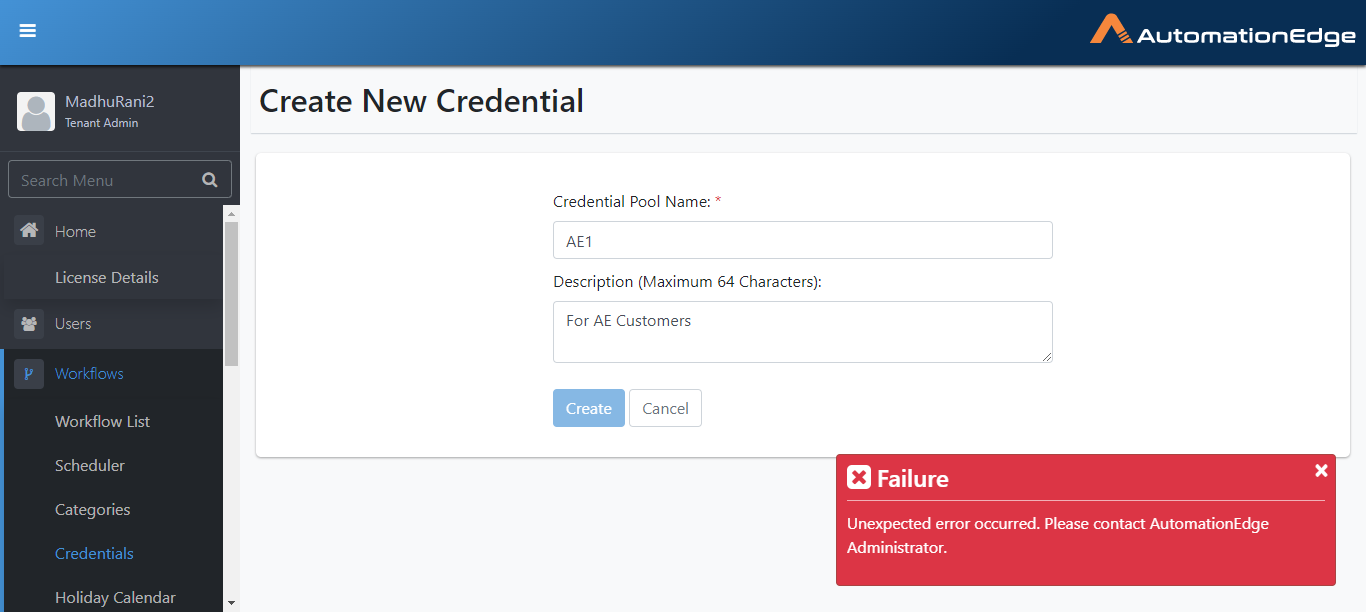 AutomationEdge
MadhuRani2
Tenant Admin
Search Menu
Home
License Details
Users
Workflows
Workflow List
Scheduler
Categories
Credentials
Holiday Calendar
Create New Credential
Credential Pool Name: *
AE1
Description (Maximum 64 Characters):
For AE Customers
Create Cancel
Failure
Unexpected error occurred. Please contact AutomationEdge
Administrator.